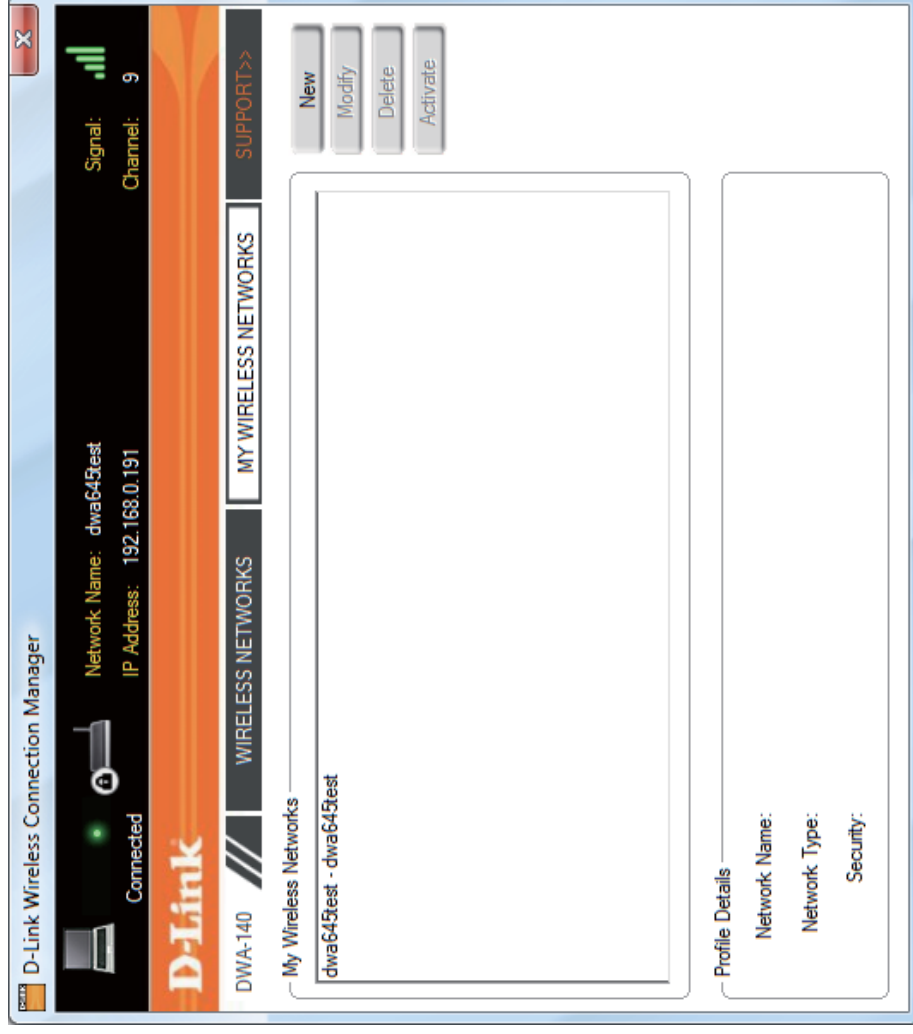 D-Link Wireless Connection Manager
Connected
Network Name: dwa645test
Signal:
IP Address: 192.168.0.191
Channel: 9
D-Link
DWA-140
WIRELESS NETWORKS
MY WIRELESS NETWORKS
SUPPORT>>
My Wireless Networks
dwa645test - dwa645test
New
Modify
Delete
Activate
Profile Details
Network Name:
Network Type:
Security: